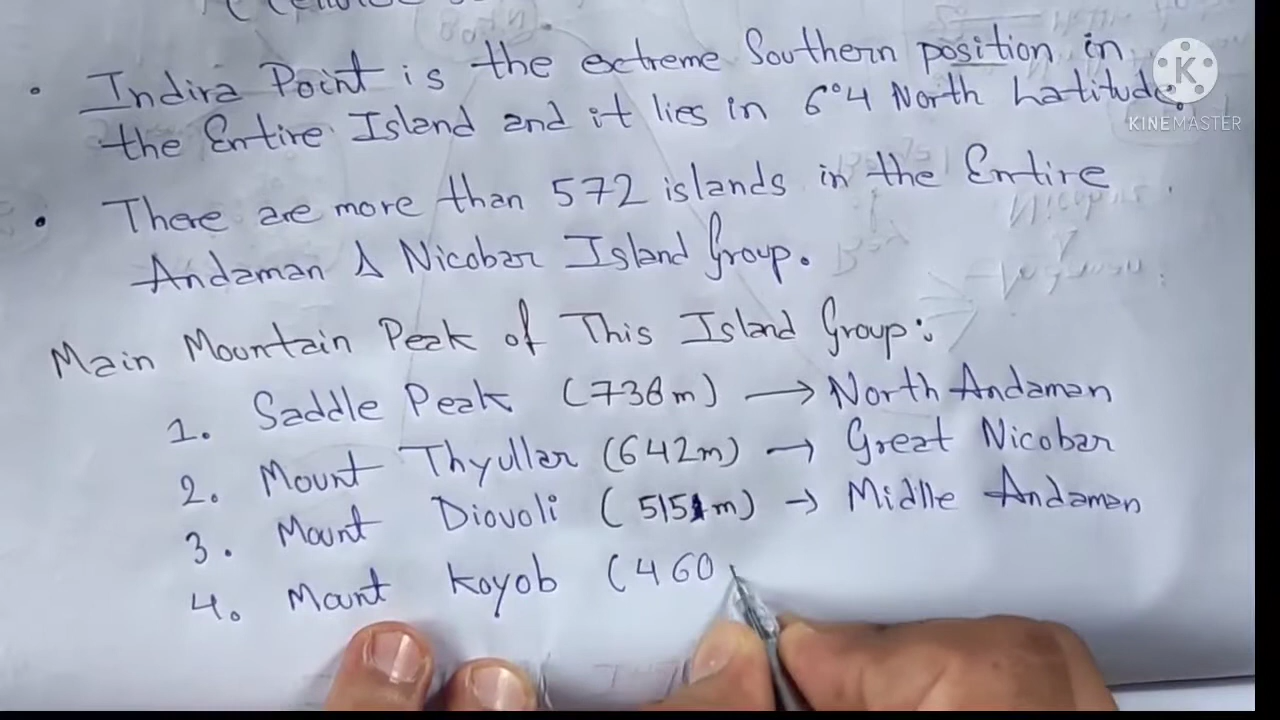 • Indira Point is the extreme Southern position in
the Entire Island and it lies in 6°4 North Latitude.
• There are more than 572 islands in the Entire
Andaman & Nicobar Island Group.
Main Mountain Peak of This Island Group:
1. Saddle Peak (738m) → North Andaman
2. Mount Thyullar (642m) → Great Nicobar
3. Mount Diovoli (515m) → Midlle Andaman
4. Mount Koyob (460
K
KINEMASTER